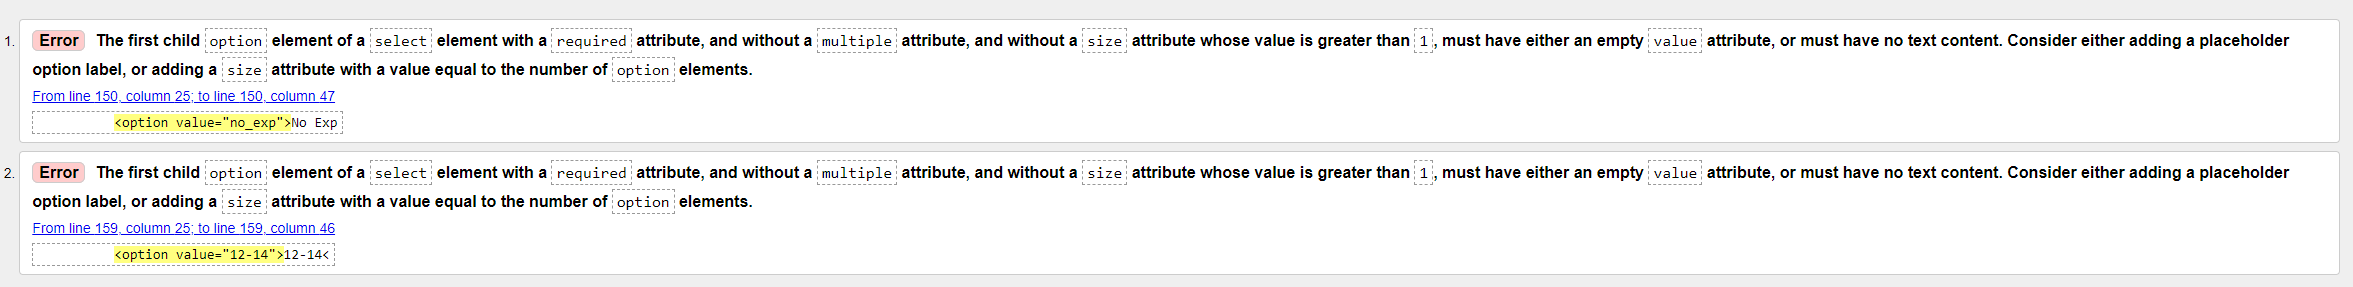 1. Error The first child option element of a select element with a required attribute, and without a multiple attribute, and without a size attribute whose value is greater than 1, must have either an empty value attribute, or must have no text content. Consider either adding a placeholder
option label, or adding a size attribute with a value equal to the number of option elements.
From line 150, column 25; to line 150, column 47
<option value="no_exp">No Exp
2. Error The first child option element of a select element with a required attribute, and without a multiple attribute, and without a size attribute whose value is greater than 1, must have either an empty value attribute, or must have no text content. Consider either adding a placeholder
option label, or adding a size attribute with a value equal to the number of option elements.
From line 159, column 25; to line 159, column 46
<option value="12-14">12-14<